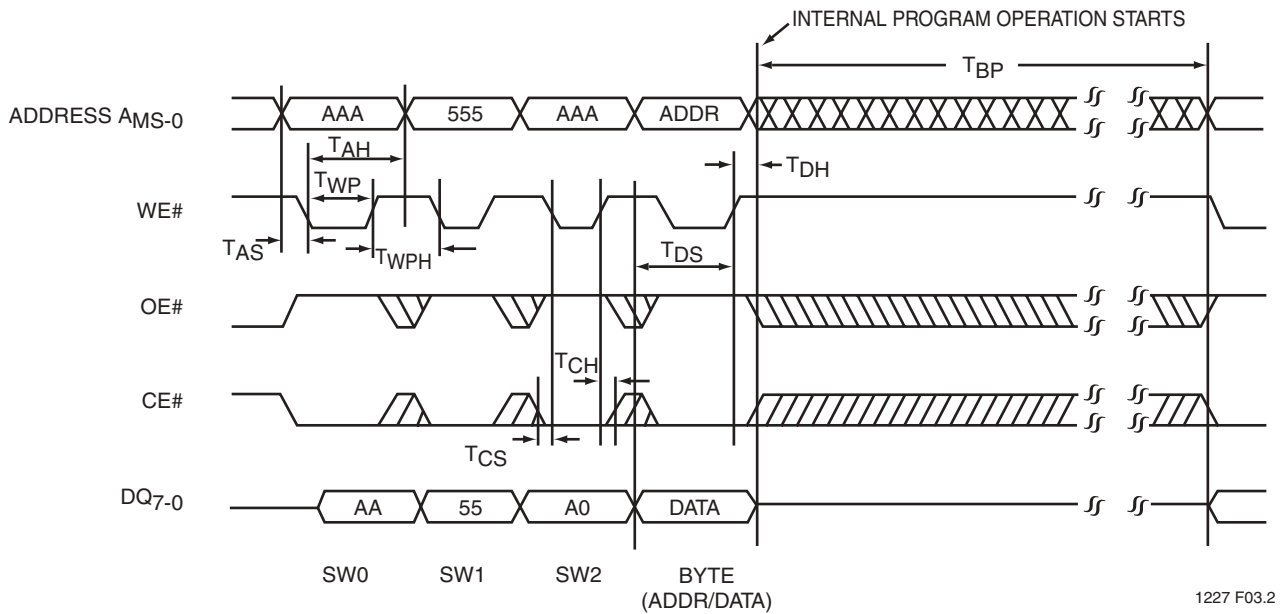 INTERNAL PROGRAM OPERATION STARTS
TBP
ADDRESS AMS-0
AAA
555
AAA
ADDR
TAH
TDH
TWP
WE#
TAS
TWPH
TDS
OE#
TCH
CE#
TCS
DQ7-0
AA
55
A0
DATA
SW0
SW1
SW2
BYTE
(ADDR/DATA)
1227 F03.2